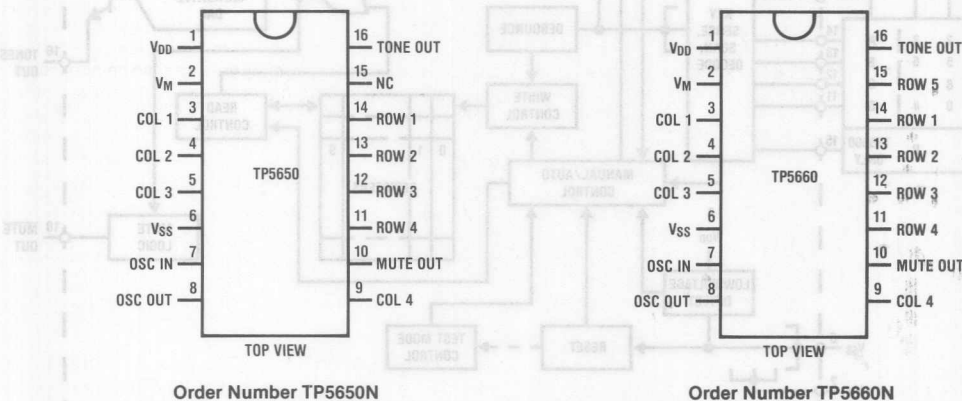 1
VDD
2
VM
3
COL 1
4
COL 2
5
COL 3
6
VSS
7
OSC IN
8
OSC OUT
TP5650
16
TONE OUT
15
NC
14
ROW 1
13
ROW 2
12
ROW 3
11
ROW 4
10
MUTE OUT
9
COL 4
TOP VIEW
Order Number TP5650N
1
VDD
2
VM
3
COL 1
4
COL 2
5
COL 3
6
VSS
7
OSC IN
8
OSC OUT
TP5660
16
TONE OUT
15
ROW 5
14
ROW 1
13
ROW 2
12
ROW 3
11
ROW 4
10
MUTE OUT
9
COL 4
TOP VIEW
Order Number TP5660N
DEBOUNCE
WRITE
CONTROL
READ
CONTROL
MANUAL/AUTO
CONTROL
TEST MODE
CONTROL
RESET
MUTE
OUT